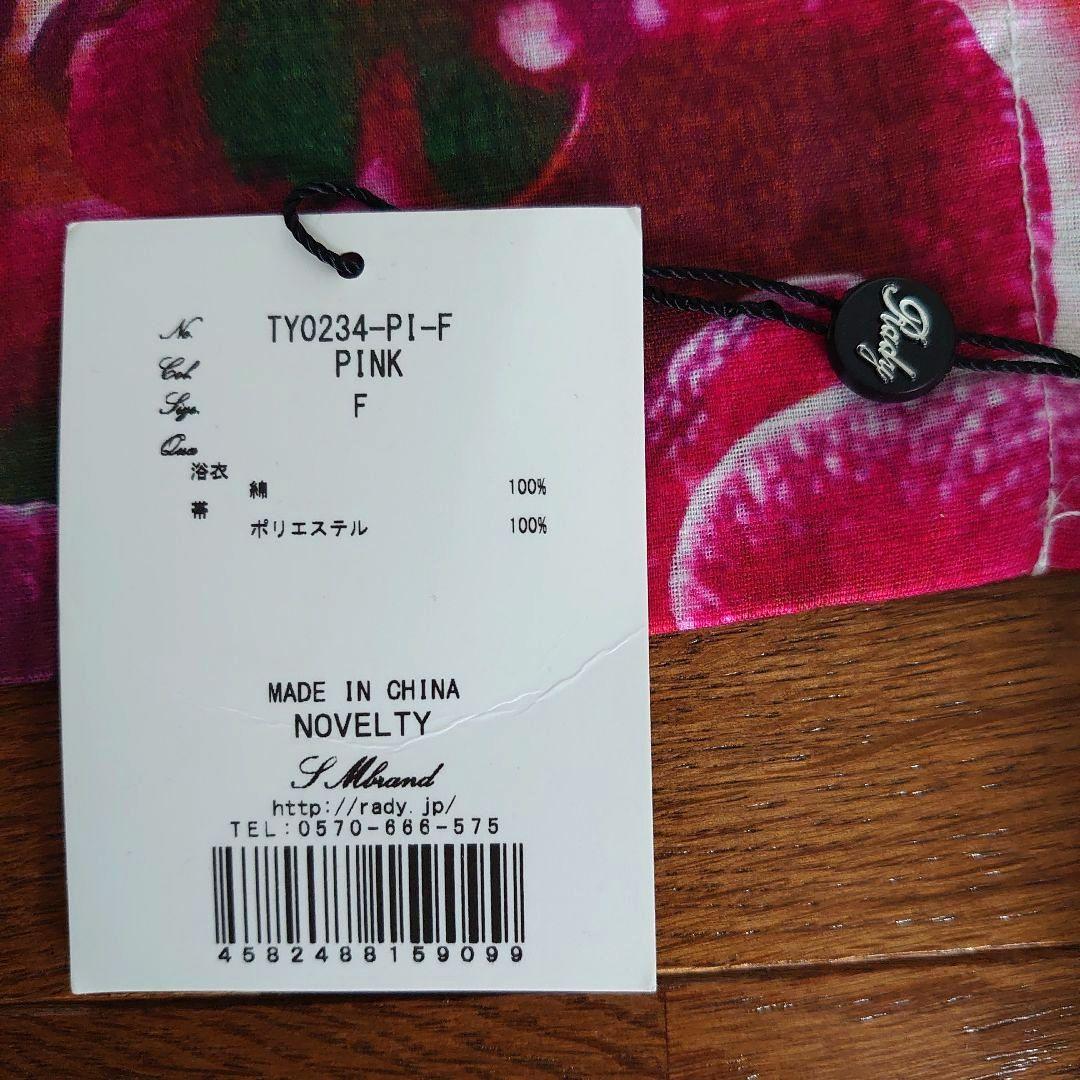 No. TY0234-PI-F
Col PINK
Size. F
Qua
浴衣
綿 100%
帯
ポリエステル 100%
MADE IN CHINA
NOVELTY
S Mbrand
http://rady.jp/
TEL:0570-666-575
4582488159099
Rady